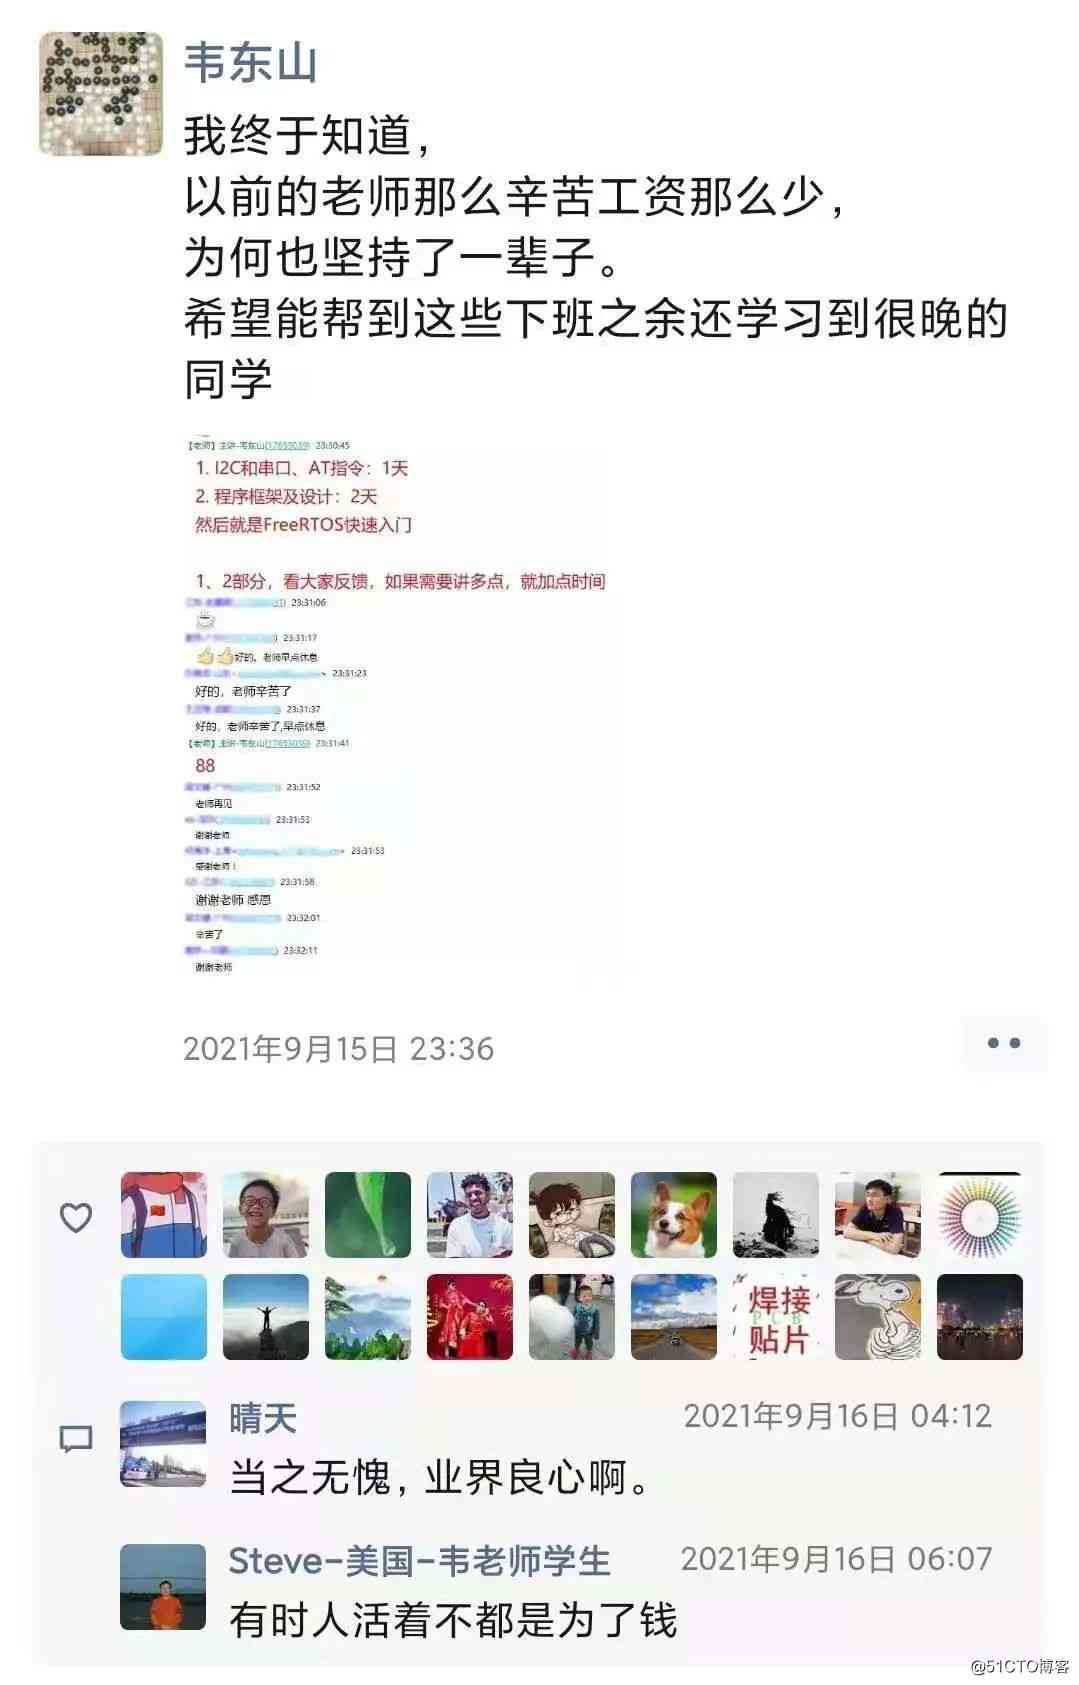 韦东山
我终于知道，
以前的老师那么辛苦工资那么少，
为何也坚持了一辈子。
希望能帮到这些下班之余还学习到很晚的
同学
【老师】主讲-韦东山(17653039) 23:30:45
1. I2C和串口、AT指令：1天
2. 程序框架及设计：2天
然后就是FreeRTOS快速入门
1、2部分，看大家反馈，如果需要讲多点，就加点时间
23:31:06
23:31:17
好的，老师早点休息
23:31:23
好的，老师辛苦了
23:31:37
好的，老师辛苦了,早点休息
【老师】主讲-韦东山(17653039) 23:31:41
88
23:31:52
老师再见
23:31:53
谢谢老师
23:31:53
感谢老师！
23:31:58
谢谢老师 感恩
23:32:01
辛苦了
23:32:11
谢谢老师
2021年9月15日 23:36
焊接
PCB
贴片
晴天 2021年9月16日 04:12
当之无愧，业界良心啊。
Steve-美国-韦老师学生 2021年9月16日 06:07
有时人活着不都是为了钱
@51CTO博客